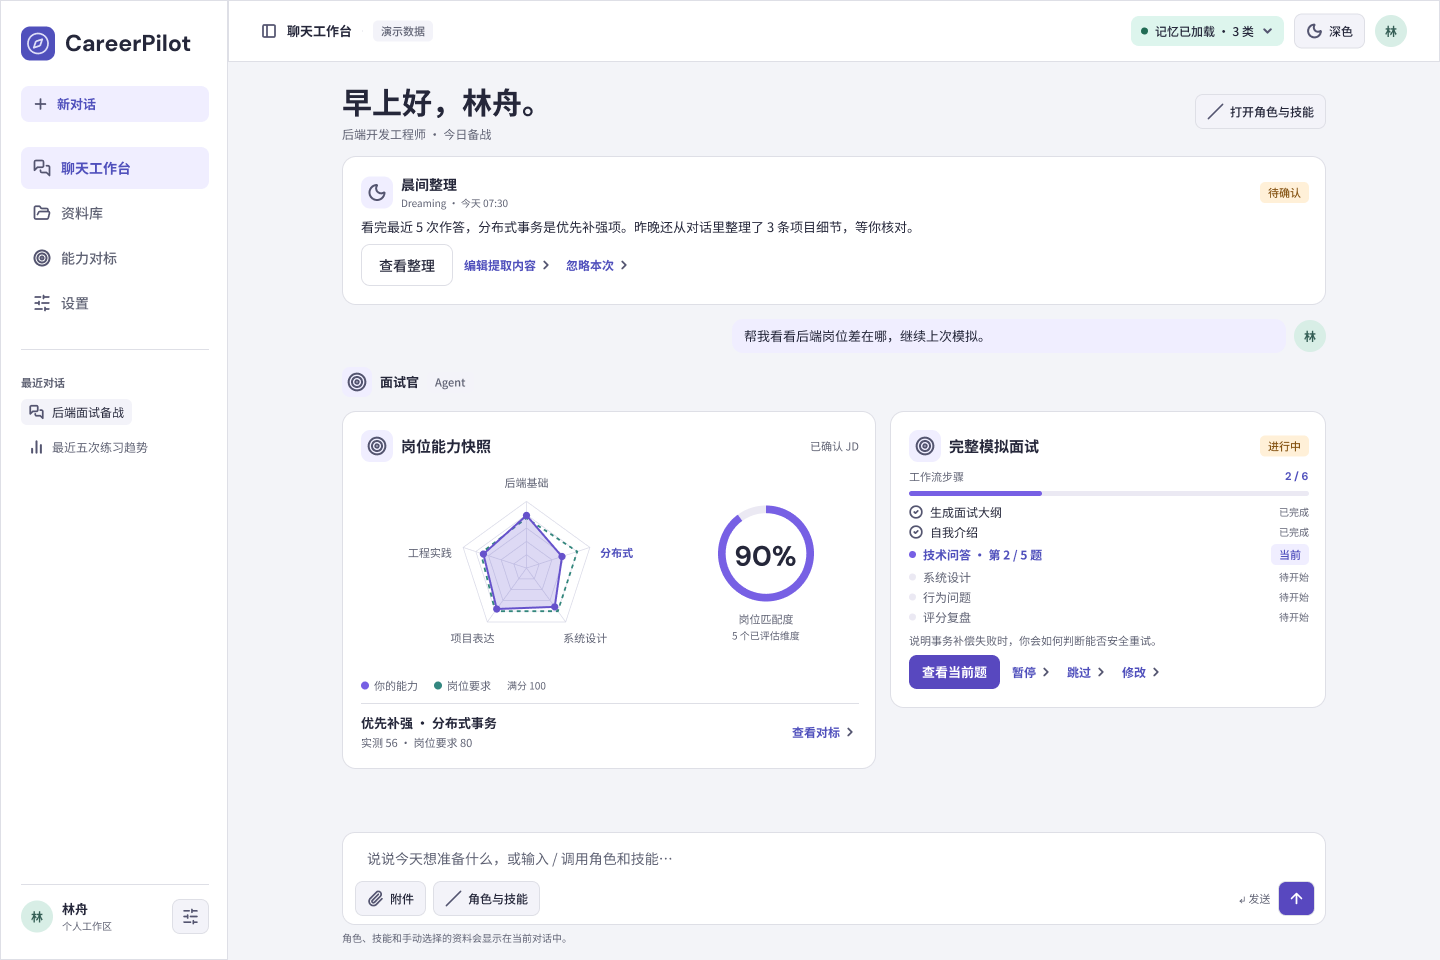 CareerPilot
新对话
聊天工作台
资料库
能力对标
设置
最近对话
后端面试备战
最近五次练习趋势
林
林舟
个人工作区
聊天工作台
演示数据
记忆已加载 · 3 类
深色
林
早上好，林舟。
后端开发工程师 · 今日备战
打开角色与技能
晨间整理
Dreaming · 今天 07:30
待确认
看完最近 5 次作答，分布式事务是优先补强项。昨晚还从对话里整理了 3 条项目细节，等你核对。
查看整理
编辑提取内容
忽略本次
帮我看看后端岗位差在哪，继续上次模拟。
林
面试官
Agent
岗位能力快照
已确认 JD
后端基础
工程实践
分布式
项目表达
系统设计
90%
岗位匹配度
5 个已评估维度
你的能力
岗位要求
满分 100
优先补强 · 分布式事务
实测 56 · 岗位要求 80
查看对标
完整模拟面试
进行中
工作流步骤
2 / 6
生成面试大纲
已完成
自我介绍
已完成
技术问答 · 第 2 / 5 题
当前
系统设计
待开始
行为问题
待开始
评分复盘
待开始
说明事务补偿失败时，你会如何判断能否安全重试。
查看当前题
暂停
跳过
修改
说说今天想准备什么，或输入 / 调用角色和技能…
附件
角色与技能
↲ 发送
角色、技能和手动选择的资料会显示在当前对话中。